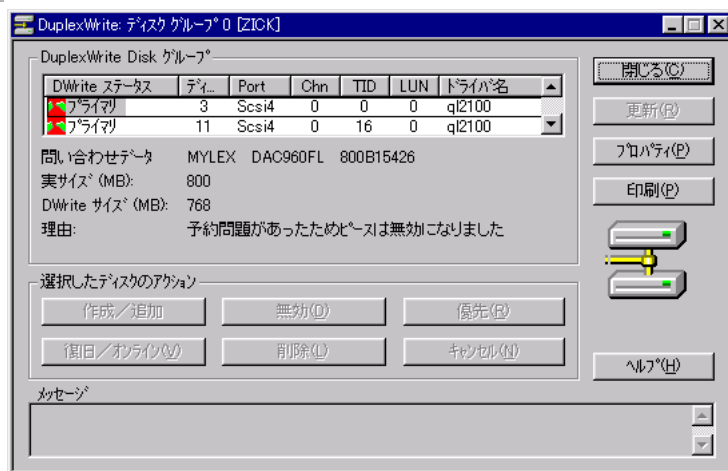 DuplexWrite: ディスク グループ 0 [ZICK]
DuplexWrite Disk グループ
DWrite ステータス ディ... Port Chn TID LUN ドライバ名
プライマリ 3 Scsi4 0 0 0 ql2100
プライマリ 11 Scsi4 0 16 0 ql2100
問い合わせデータ MYLEX DAC960FL 800B15426
実サイズ (MB): 800
DWrite サイズ (MB): 768
理由: 予約問題があったためピースは無効になりました
選択したディスクのアクション
作成/追加 無効(D) 優先(R)
復旧/オンライン(V) 削除(L) キャンセル(N)
メッセージ
閉じる(C)
更新(R)
プロパティ(P)
印刷(P)
ヘルプ(H)